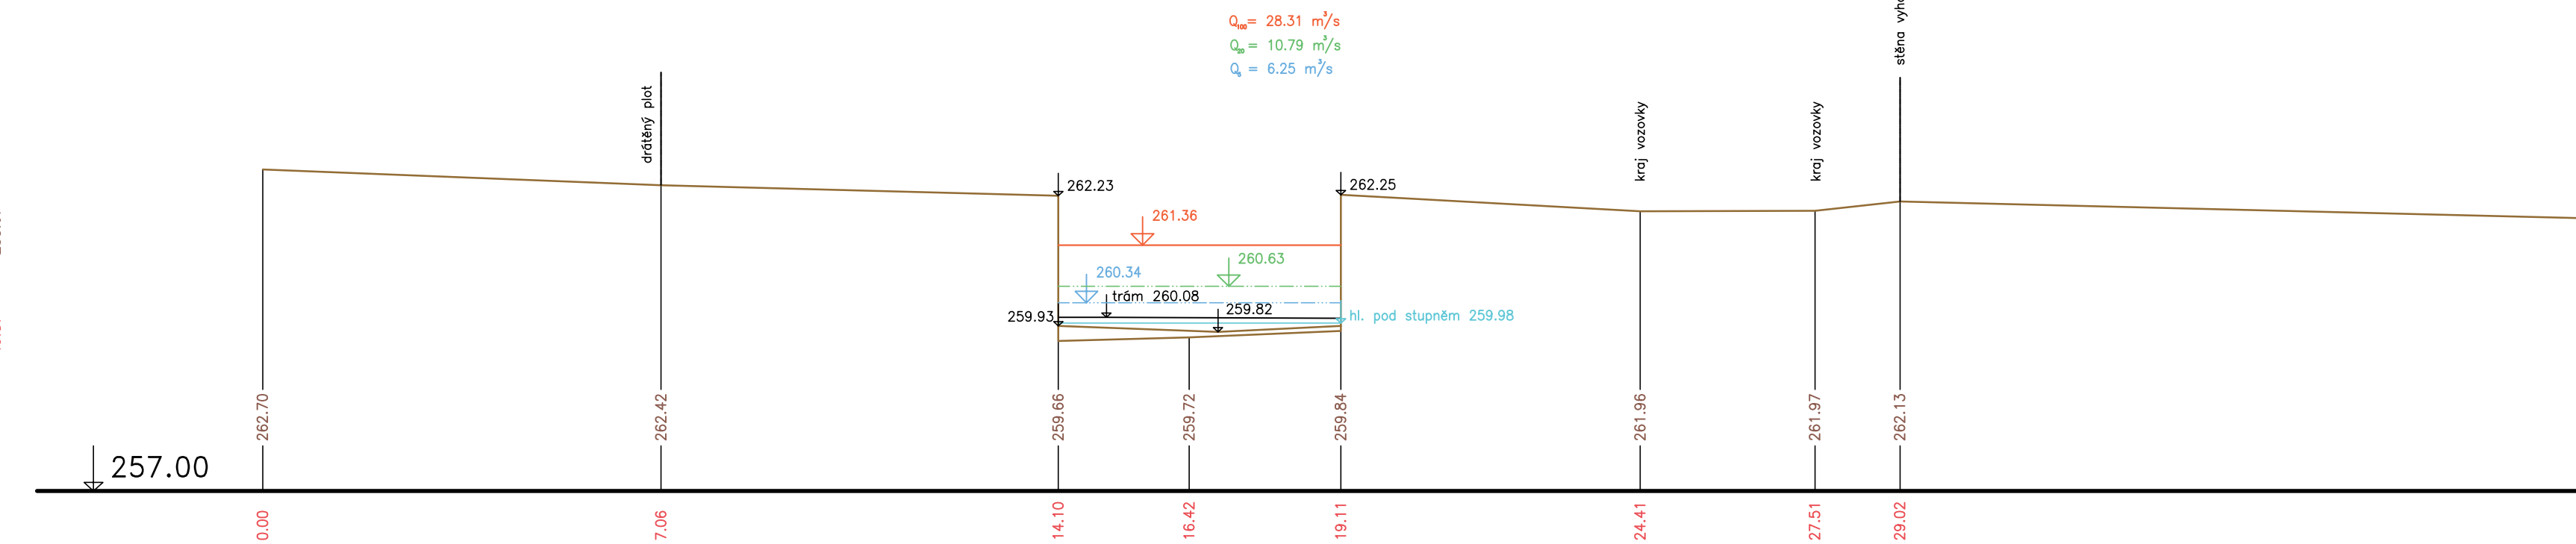 Q100= 28.31 m3/s
Q20= 10.79 m3/s
Q5 = 6.25 m3/s
stěna
drátěný plot
kraj vozovky
kraj vozovky
262.23
262.25
261.36
260.63
260.34
trám 260.08
259.93
259.82
hl. pod stupněm 259.98
262.70
262.42
259.66
259.72
259.84
261.96
261.97
262.13
257.00
0.00
7.06
14.10
16.42
19.11
24.41
27.51
29.02